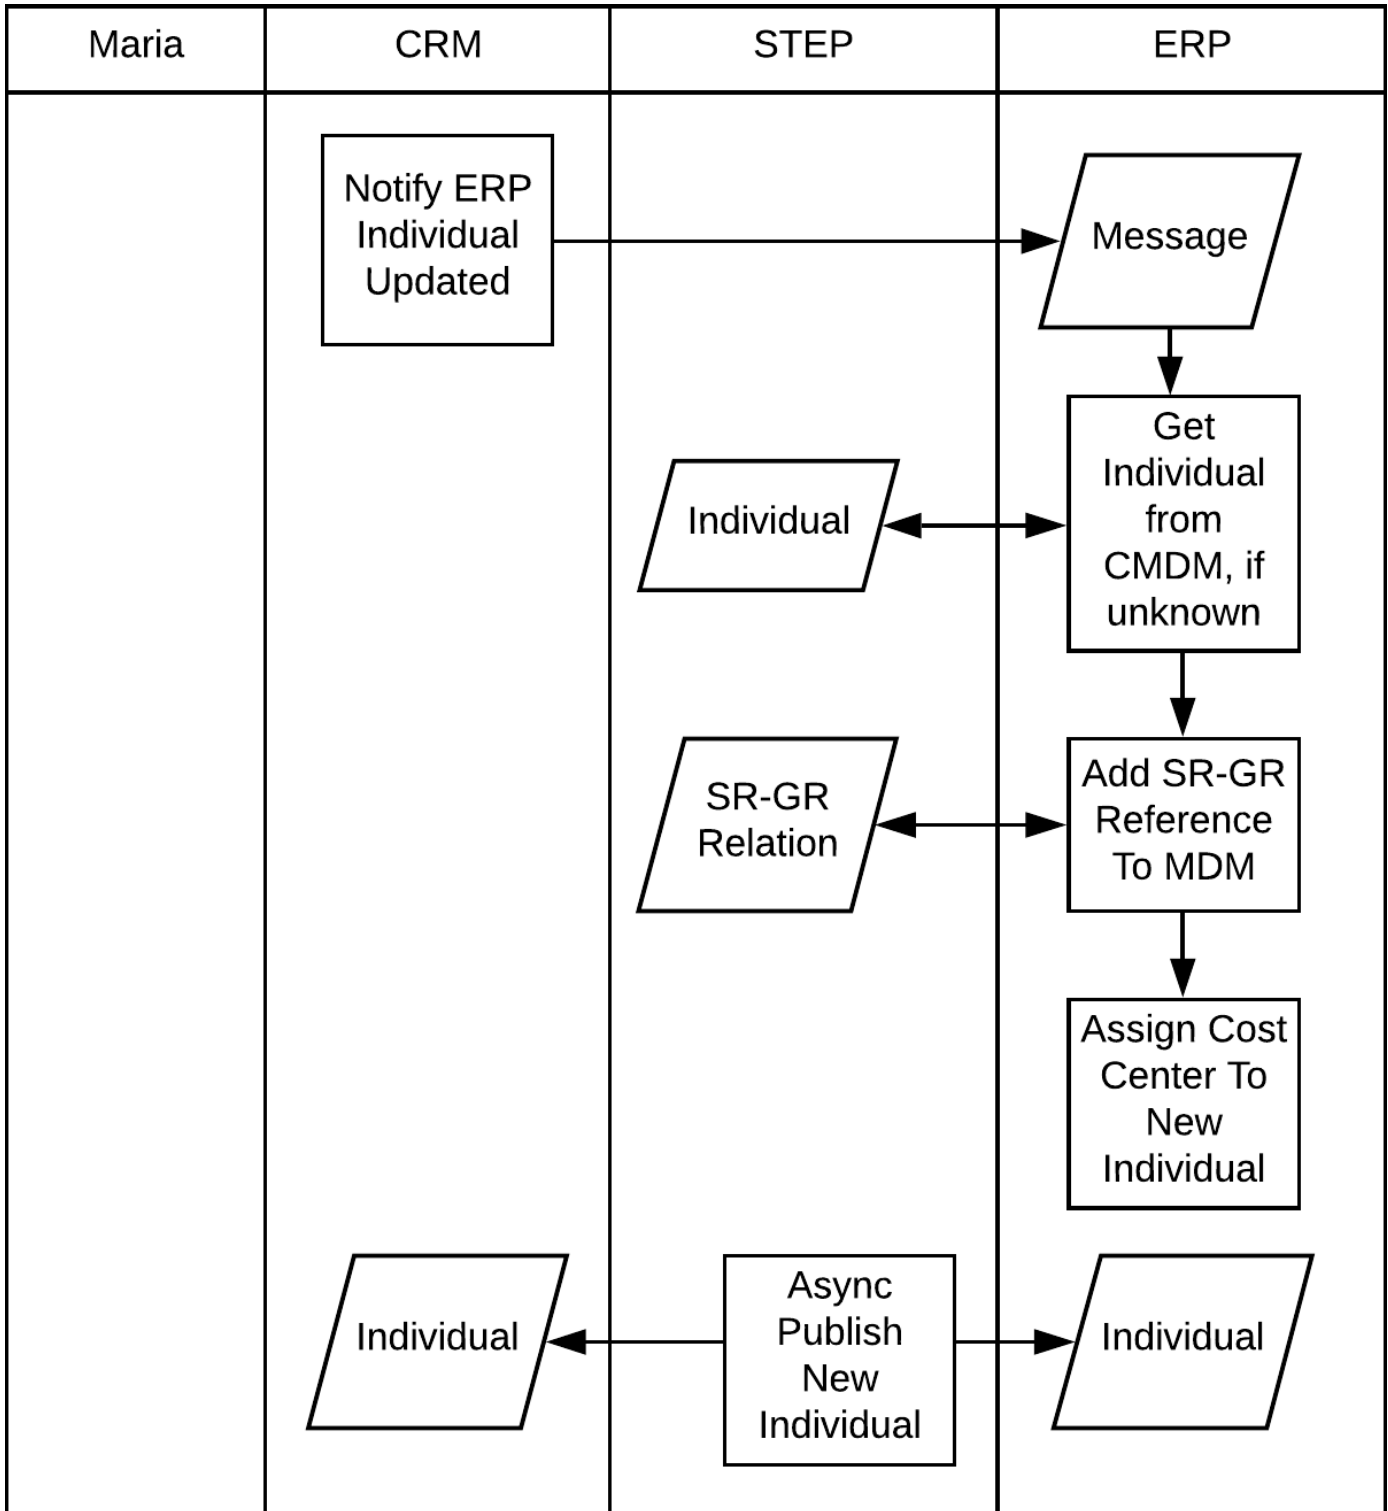 Maria
CRM
STEP
ERP
Notify ERP
Individual
Updated
Message
Get
Individual
from
CMDM, if
unknown
Individual
SR-GR
Relation
Add SR-GR
Reference
To MDM
Assign Cost
Center To
New
Individual
Individual
Async
Publish
New
Individual
Individual